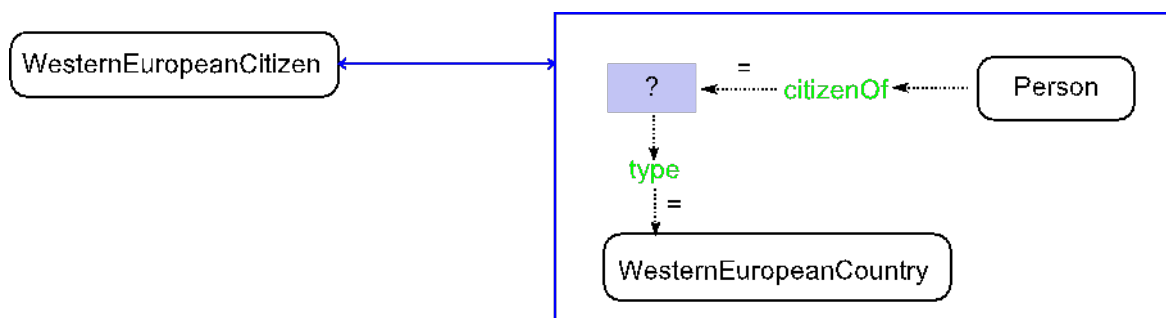 WesternEuropeanCitizen
? = citizenOf Person
type
=
WesternEuropeanCountry